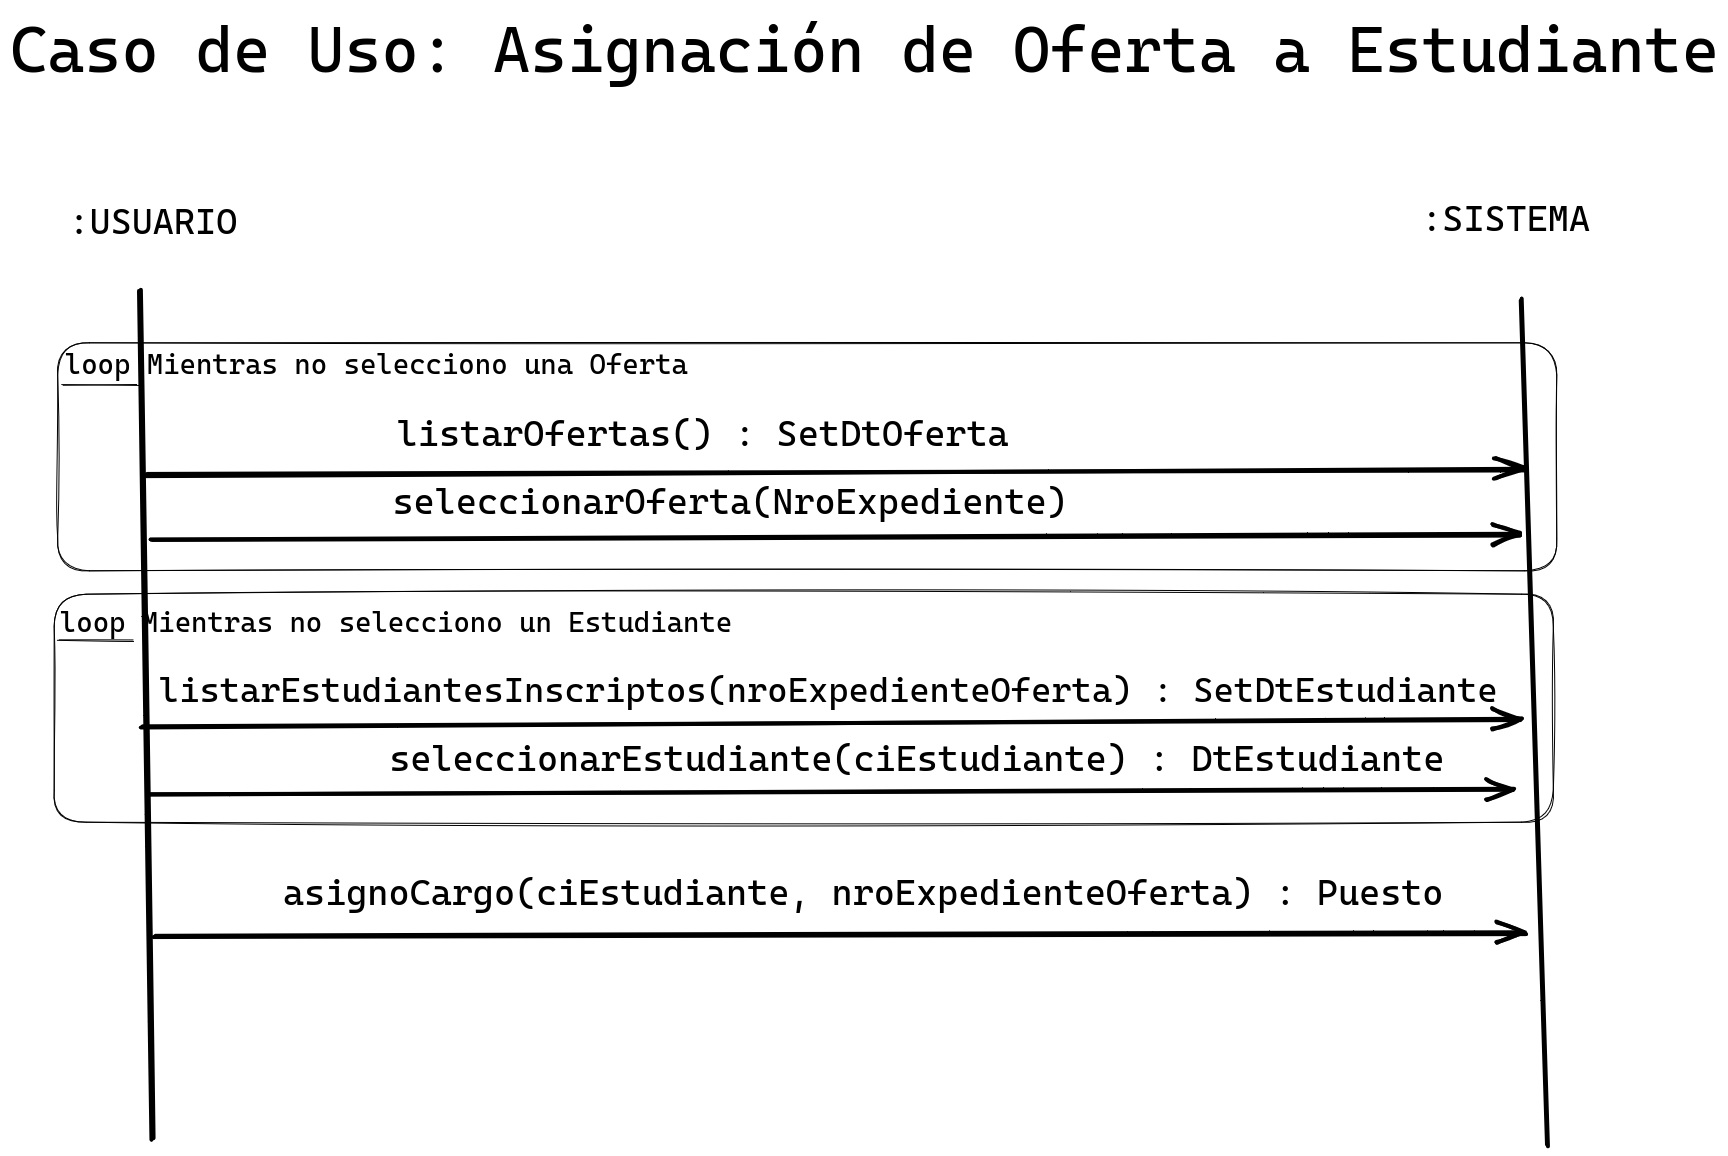 Caso de Uso: Asignación de Oferta a Estudiante
:USUARIO
:SISTEMA
loop Mientras no selecciono una Oferta
listarOfertas() : SetDtOferta
seleccionarOferta(NroExpediente)
loop Mientras no selecciono un Estudiante
listarEstudiantesInscriptos(nroExpedienteOferta) : SetDtEstudiante
seleccionarEstudiante(ciEstudiante) : DtEstudiante
asignoCargo(ciEstudiante, nroExpedienteOferta) : Puesto